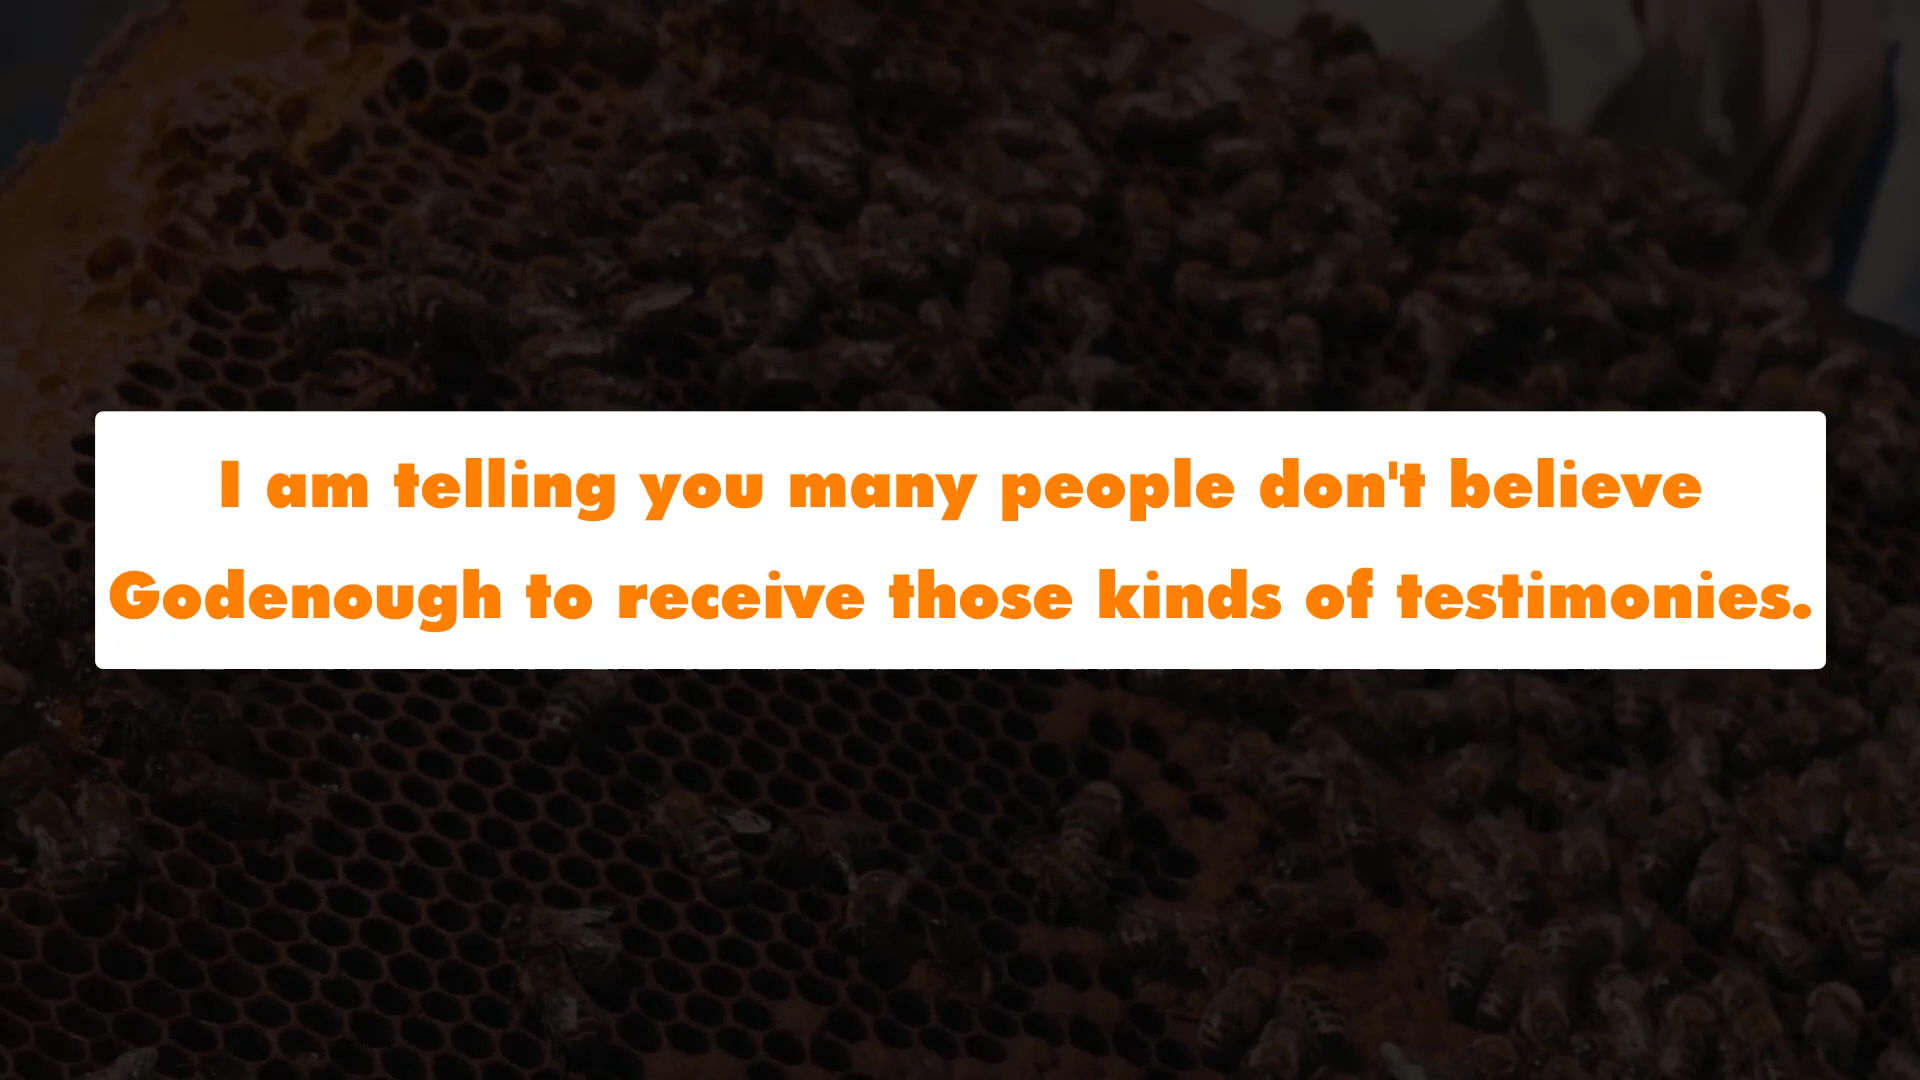 I am telling you many people don't believe
Godenough to receive those kinds of testimonies.